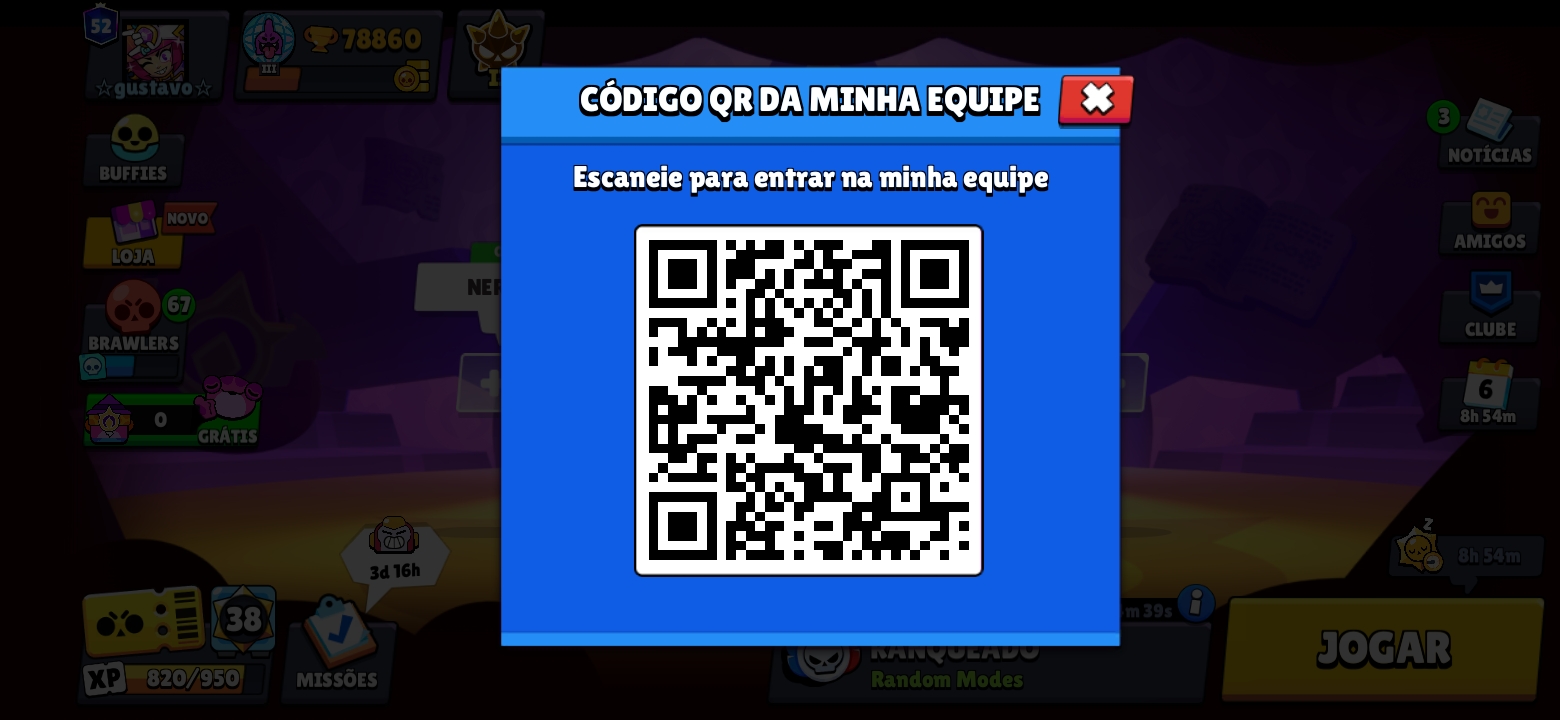 52
☆gustavo☆
III
78860
CÓDIGO QR DA MINHA EQUIPE
Escaneie para entrar na minha equipe
BUFFIES
LOJA
NOVO
67
BRAWLERS
0
GRÁTIS
3
NOTÍCIAS
AMIGOS
CLUBE
6
8h 54m
3d 16h
38
XP
820/950
MISSÕES
m 39s
RANQUEADO
Random Modes
z
8h 54m
JOGAR